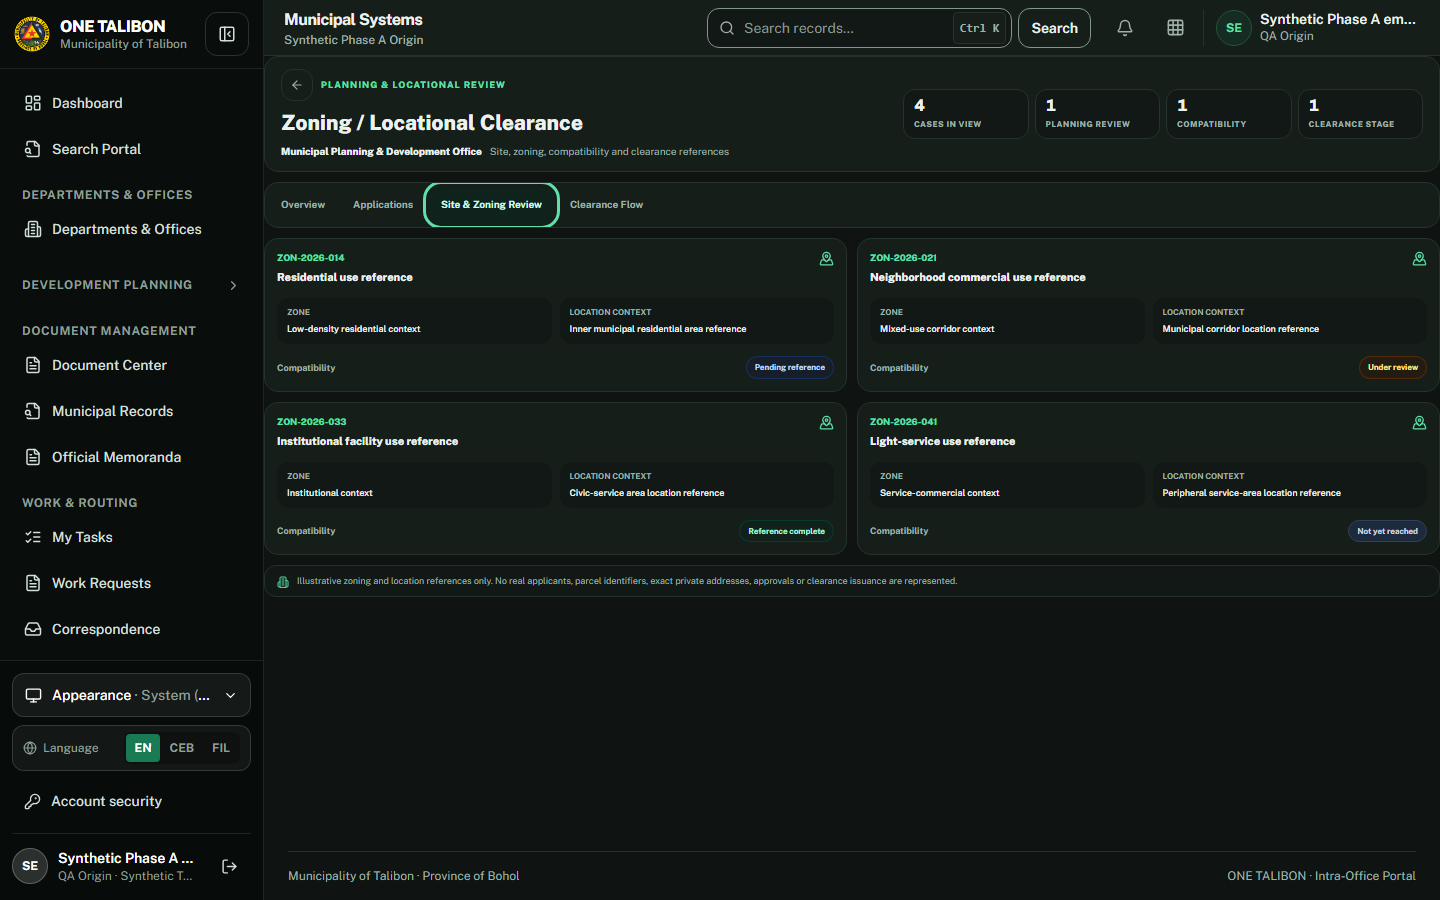 ONE TALIBON
Municipality of Talibon
Dashboard
Search Portal
DEPARTMENTS & OFFICES
Departments & Offices
DEVELOPMENT PLANNING
DOCUMENT MANAGEMENT
Document Center
Municipal Records
Official Memoranda
WORK & ROUTING
My Tasks
Work Requests
Correspondence
Appearance · System (...
Language EN CEB FIL
Account security
SE Synthetic Phase A ...
QA Origin · Synthetic T...
Municipal Systems
Synthetic Phase A Origin
Search records... Ctrl K Search
SE Synthetic Phase A em...
QA Origin
PLANNING & LOCATIONAL REVIEW
Zoning / Locational Clearance
Municipal Planning & Development Office Site, zoning, compatibility and clearance references
4 CASES IN VIEW
1 PLANNING REVIEW
1 COMPATIBILITY
1 CLEARANCE STAGE
Overview Applications Site & Zoning Review Clearance Flow
ZON-2026-014
Residential use reference
ZONE
Low-density residential context
LOCATION CONTEXT
Inner municipal residential area reference
Compatibility Pending reference
ZON-2026-021
Neighborhood commercial use reference
ZONE
Mixed-use corridor context
LOCATION CONTEXT
Municipal corridor location reference
Compatibility Under review
ZON-2026-033
Institutional facility use reference
ZONE
Institutional context
LOCATION CONTEXT
Civic-service area location reference
Compatibility Reference complete
ZON-2026-041
Light-service use reference
ZONE
Service-commercial context
LOCATION CONTEXT
Peripheral service-area location reference
Compatibility Not yet reached
Illustrative zoning and location references only. No real applicants, parcel identifiers, exact private addresses, approvals or clearance issuance are represented.
Municipality of Talibon · Province of Bohol
ONE TALIBON · Intra-Office Portal